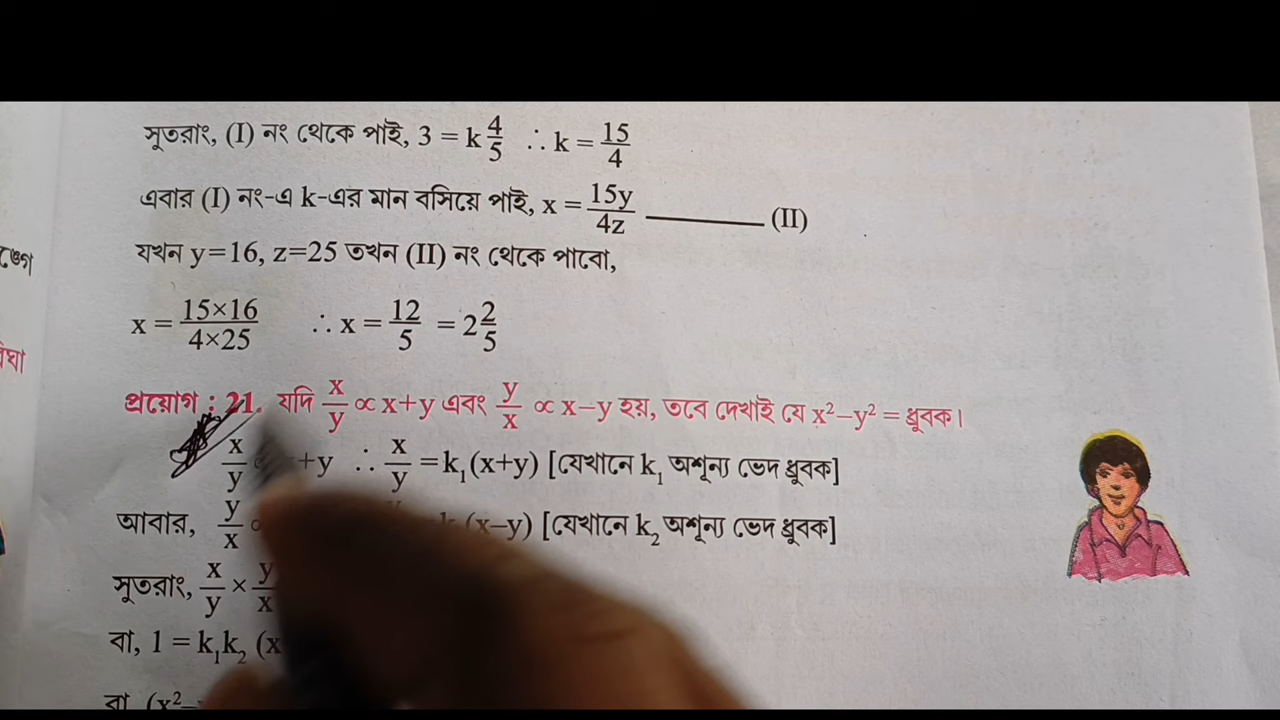 সুতরাং, (I) নং থেকে পাই, 3 = k 4/5 ∴ k = 15/4
এবার (I) নং-এ k-এর মান বসিয়ে পাই, x = 15y/4z ———— (II)
যখন y=16, z=25 তখন (II) নং থেকে পাবো,
x = 15×16/4×25 ∴ x = 12/5 = 2 2/5
প্রয়োগ : 21. যদি x/y ∝ x+y এবং y/x ∝ x–y হয়, তবে দেখাই যে x²–y² = ধ্রুবক।
x/y x+y ∴ x/y = k₁(x+y) [যেখানে k₁ অশূন্য ভেদ ধ্রুবক]
আবার, y/x ∝ (x–y) [যেখানে k₂ অশূন্য ভেদ ধ্রুবক]
সুতরাং, x/y × y/x
বা, 1 = k₁k₂ (x
বা (x²–